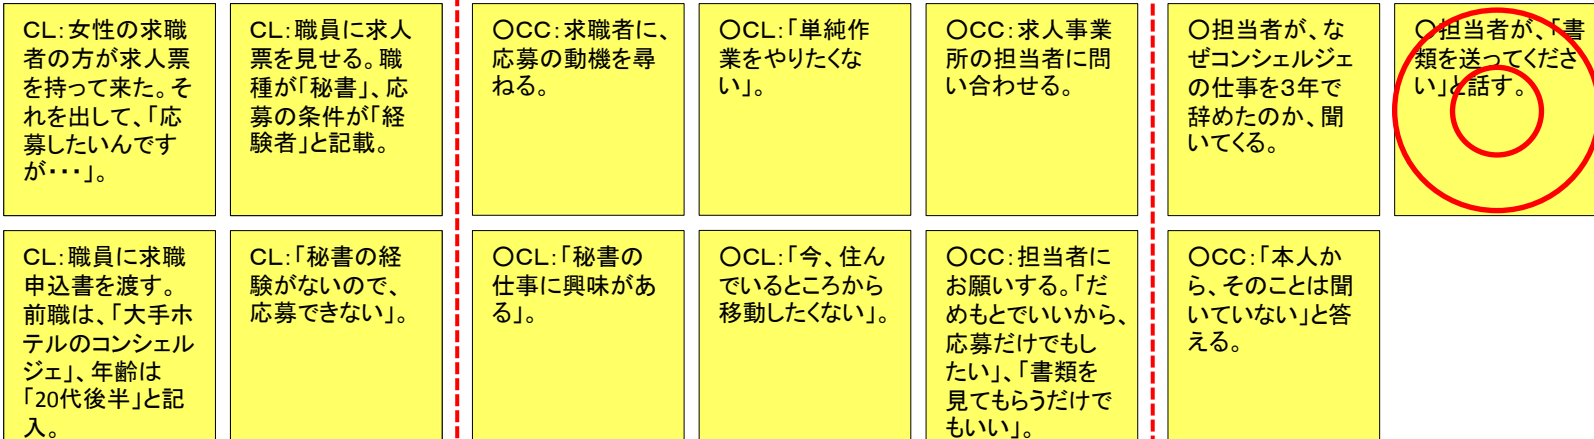 CL：女性の求職
者の方が求人票
を持って来た。そ
れを出して、「応
募したいんです
が・・・」。
CL：職員に求人
票を見せる。職
種が「秘書」、応
募の条件が「経
験者」と記載。
〇CC：求職者に、
応募の動機を尋
ねる。
〇CL：「単純作
業をやりたくな
い」。
〇CC：求人事業
所の担当者に問
い合わせる。
〇担当者が、な
ぜコンシェルジェ
の仕事を３年で
辞めたのか、聞
いてくる。
〇担当者が、「書
類を送ってくださ
い」と話す。
CL：職員に求職
申込書を渡す。
前職は、「大手ホ
テルのコンシェル
ジェ」、年齢は
「20代後半」と記
入。
CL：「秘書の経
験がないので、
応募できない」。
〇CL：「秘書の
仕事に興味があ
る」。
〇CL：「今、住ん
でいるところから
移動したくない」。
〇CC：担当者に
お願いする。「だ
めもとでいいから、
応募だけでもし
たい」、「書類を
見てもらうだけで
もいい」。
〇CC：「本人か
ら、そのことは聞
いていない」と答
える。